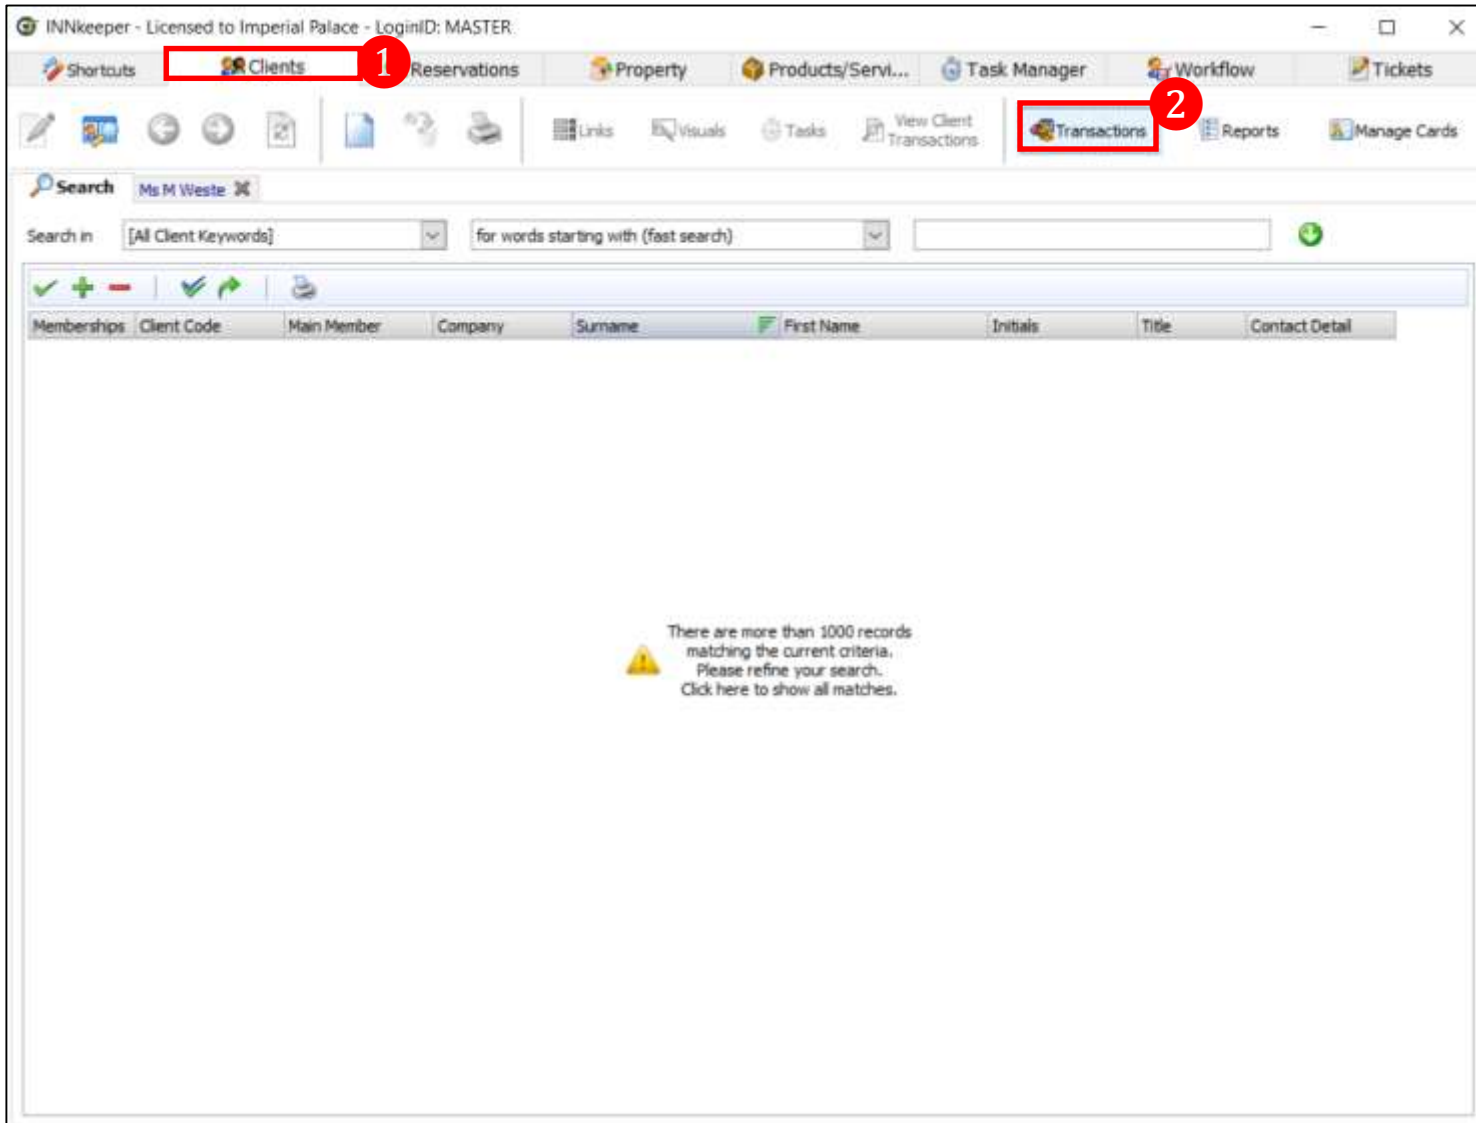 INNkeeper - Licensed to Imperial Palace - LoginID: MASTER
Shortcuts Clients 1 Reservations Property Products/Servi... Task Manager Workflow Tickets
Links Visuals Tasks View Client Transactions Transactions 2 Reports Manage Cards
Search Ms M Weste
Search in [All Client Keywords] for words starting with (fast search)
Memberships Client Code Main Member Company Surname First Name Initials Title Contact Detail
There are more than 1000 records
matching the current criteria.
Please refine your search.
Click here to show all matches.